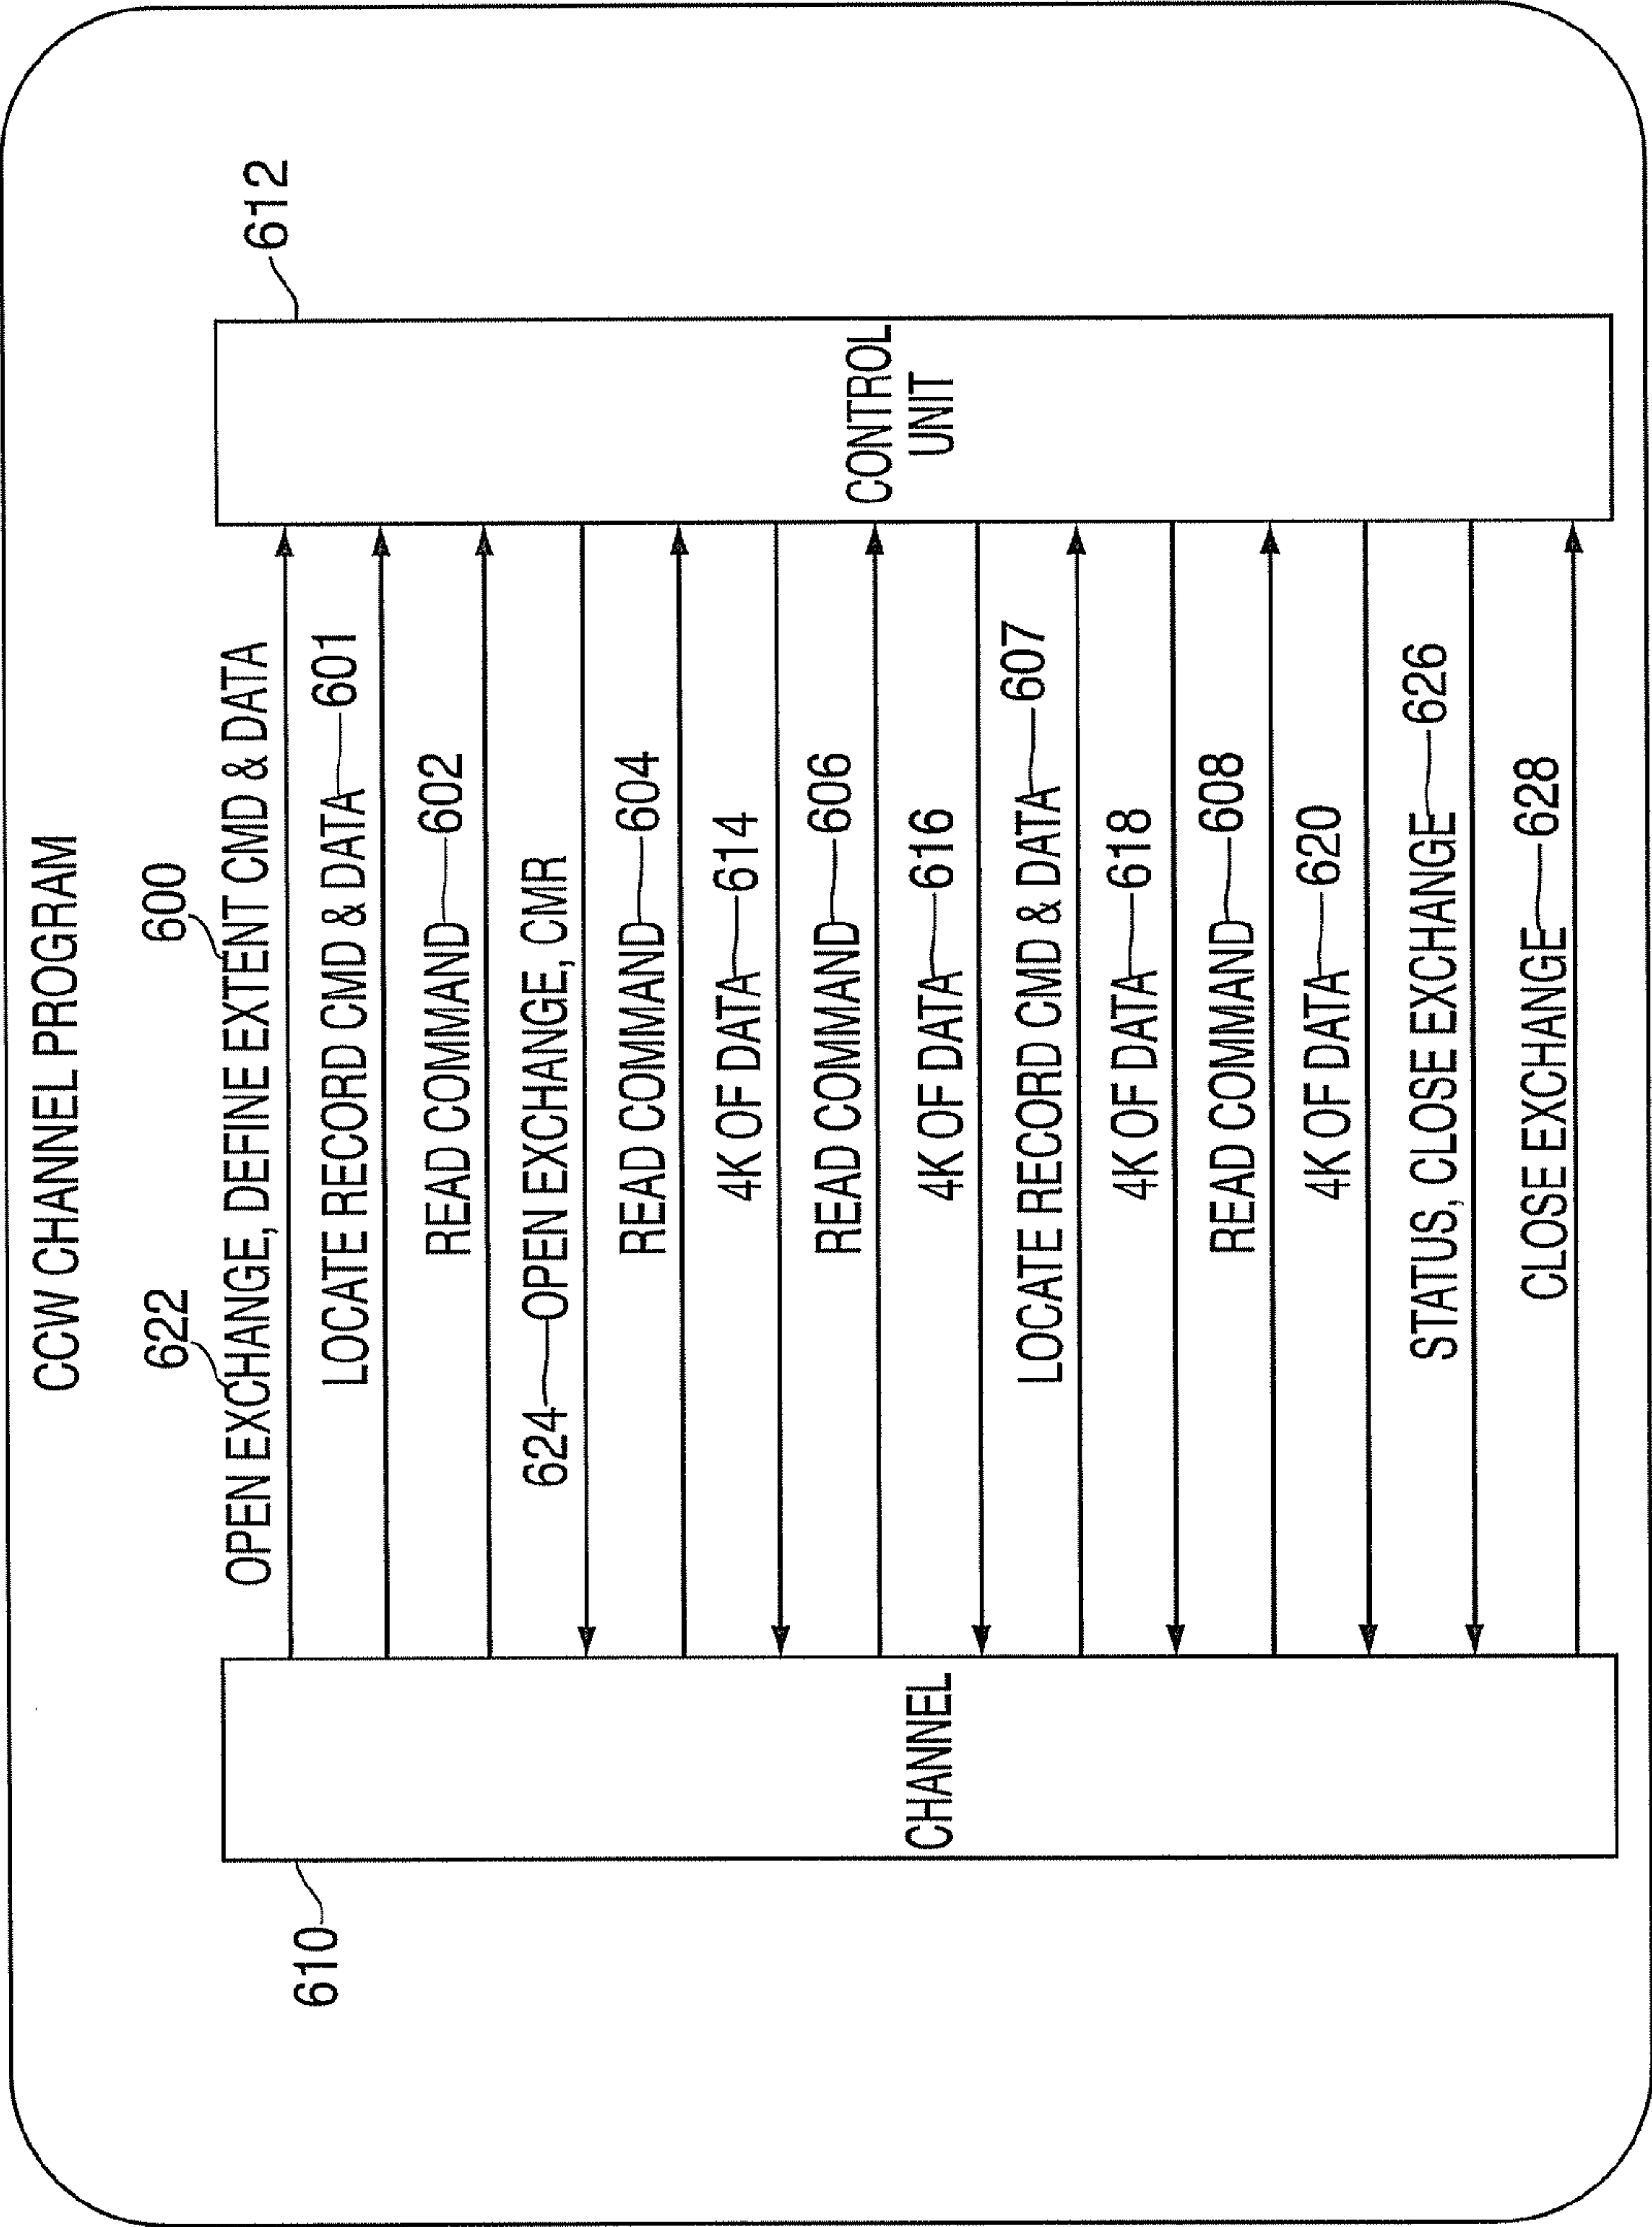 CCW CHANNEL PROGRAM
622 600
OPEN EXCHANGE, DEFINE EXTENT CMD & DATA
LOCATE RECORD CMD & DATA 601
READ COMMAND 602
624 OPEN EXCHANGE, CMR
READ COMMAND 604
4K OF DATA 614
READ COMMAND 606
4K OF DATA 616
LOCATE RECORD CMD & DATA 607
4K OF DATA 618
READ COMMAND 608
4K OF DATA 620
STATUS, CLOSE EXCHANGE 626
CLOSE EXCHANGE 628
610
CHANNEL
612
CONTROL
UNIT